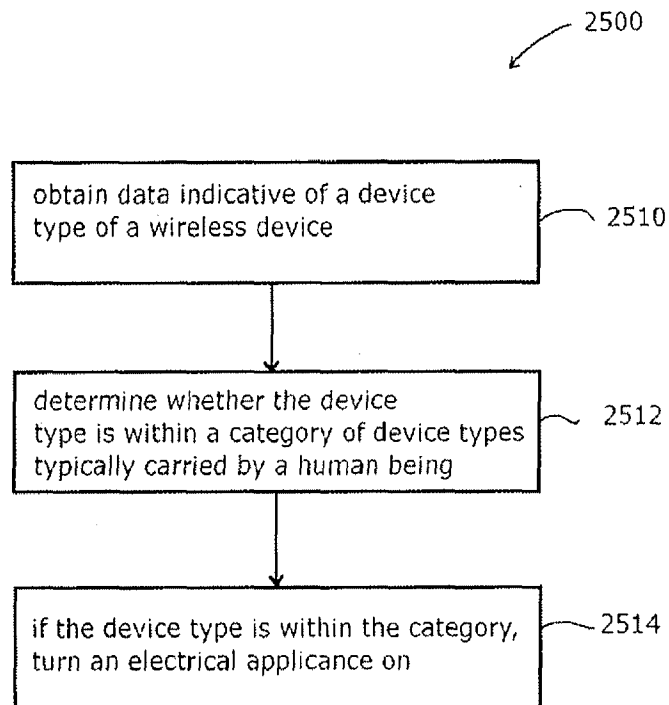 2500
obtain data indicative of a device
type of a wireless device
2510
determine whether the device
type is within a category of device types
typically carried by a human being
2512
if the device type is within the category,
turn an electrical applicance on
2514